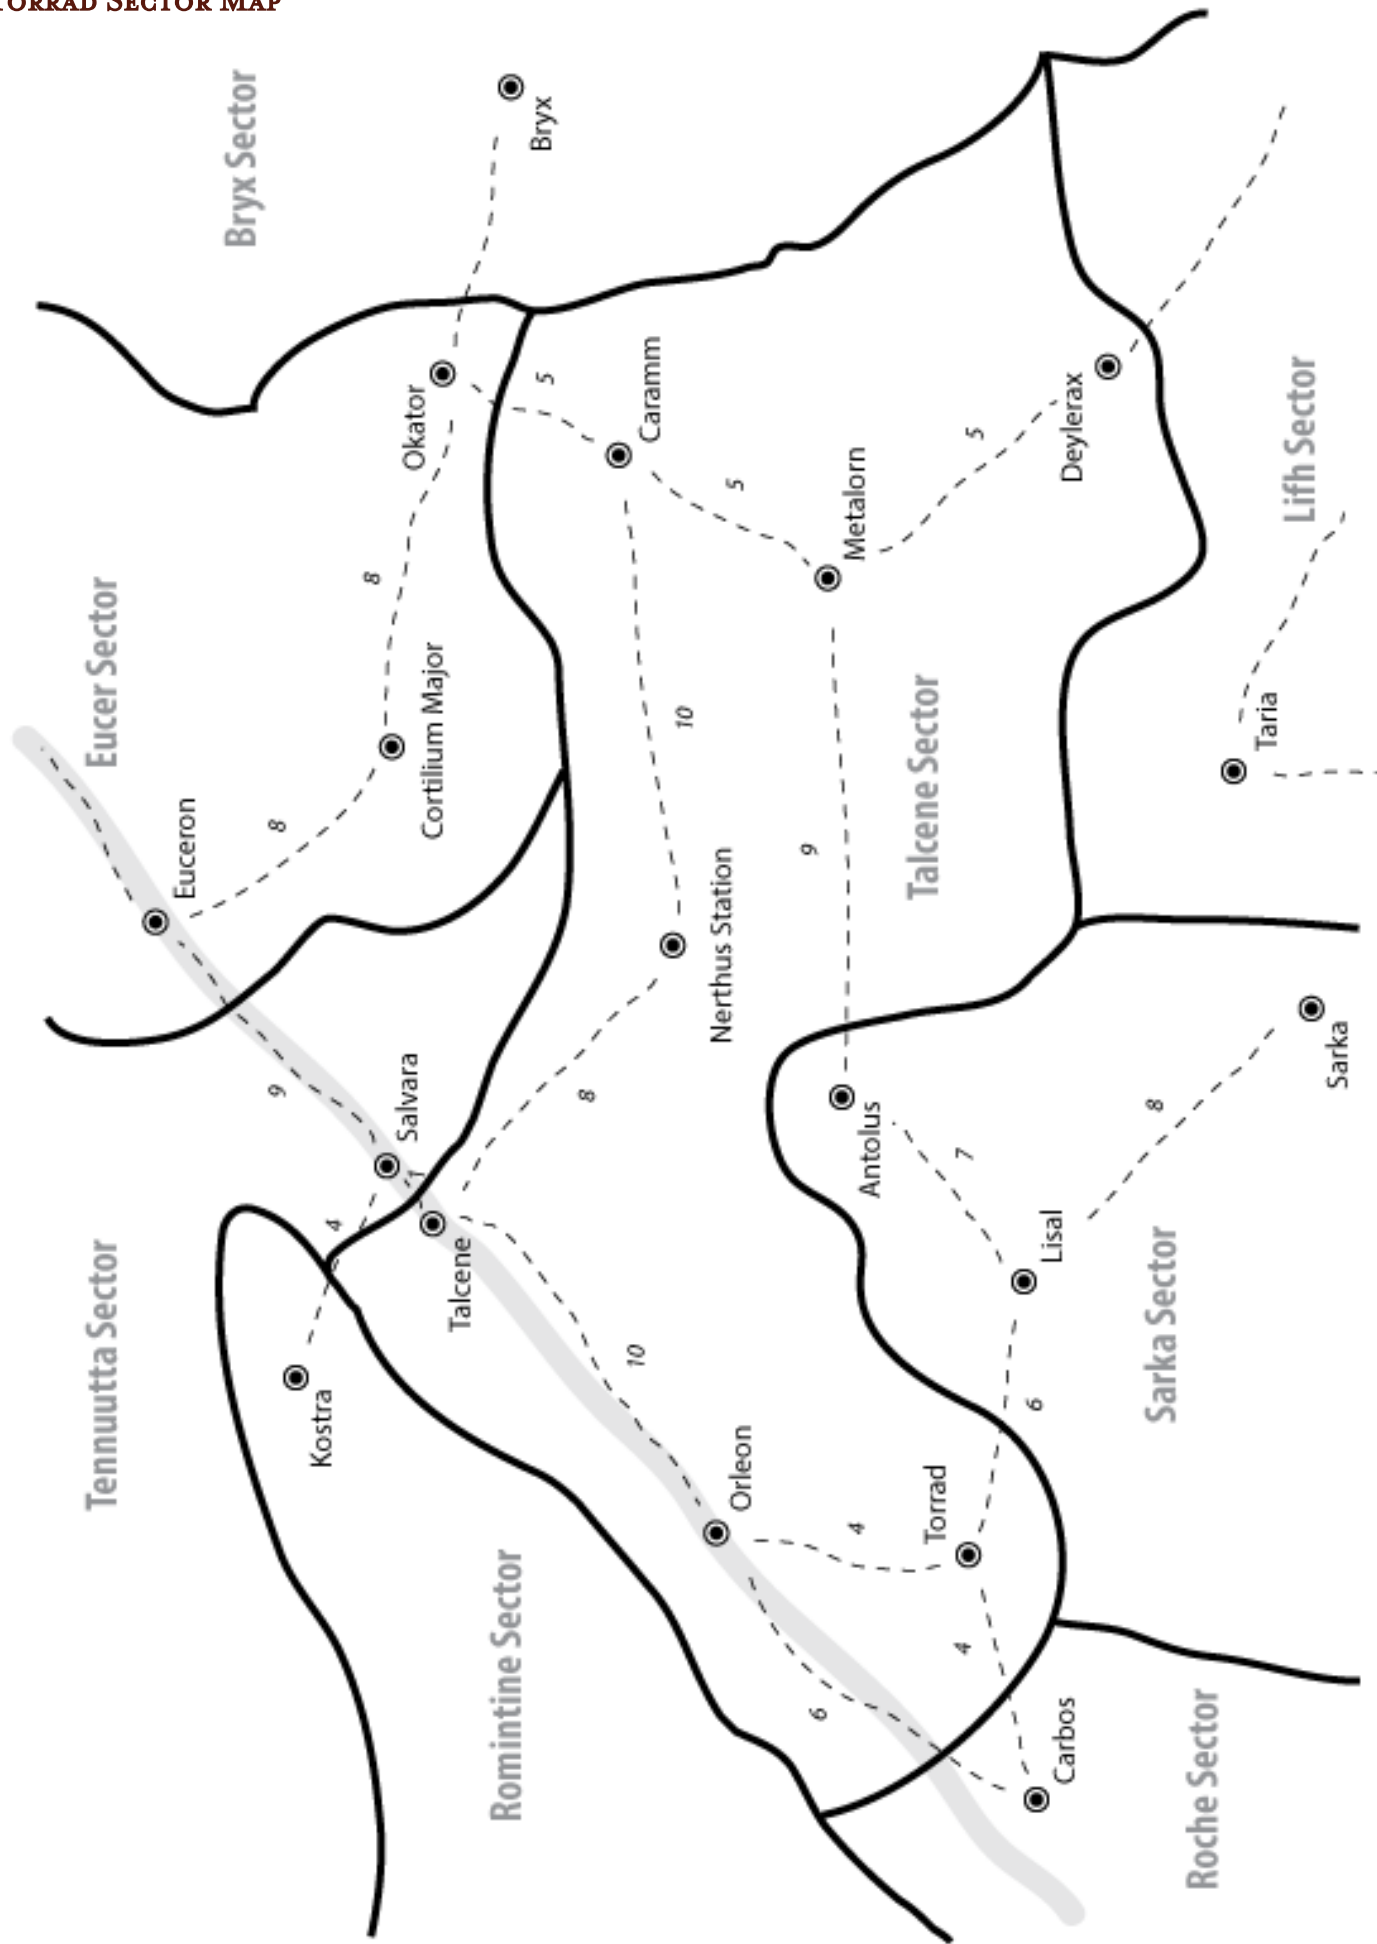 Torrad Sector Map
Tennuutta Sector
Eucer Sector
Bryx Sector
Euceron
9
8
Kostra
4
8
Salvara
Cortilium Major
Okator
1
Talcene
Romintine Sector
Bryx
5
8
10
10
Caramm
Nerthus Station
5
Orleon
9
6
4
Metalorn
Antolus
Talcene Sector
Torrad
4
7
5
6
Lisal
Carbos
Deylerax
8
Sarka Sector
Roche Sector
Taria
Lifh Sector
Sarka